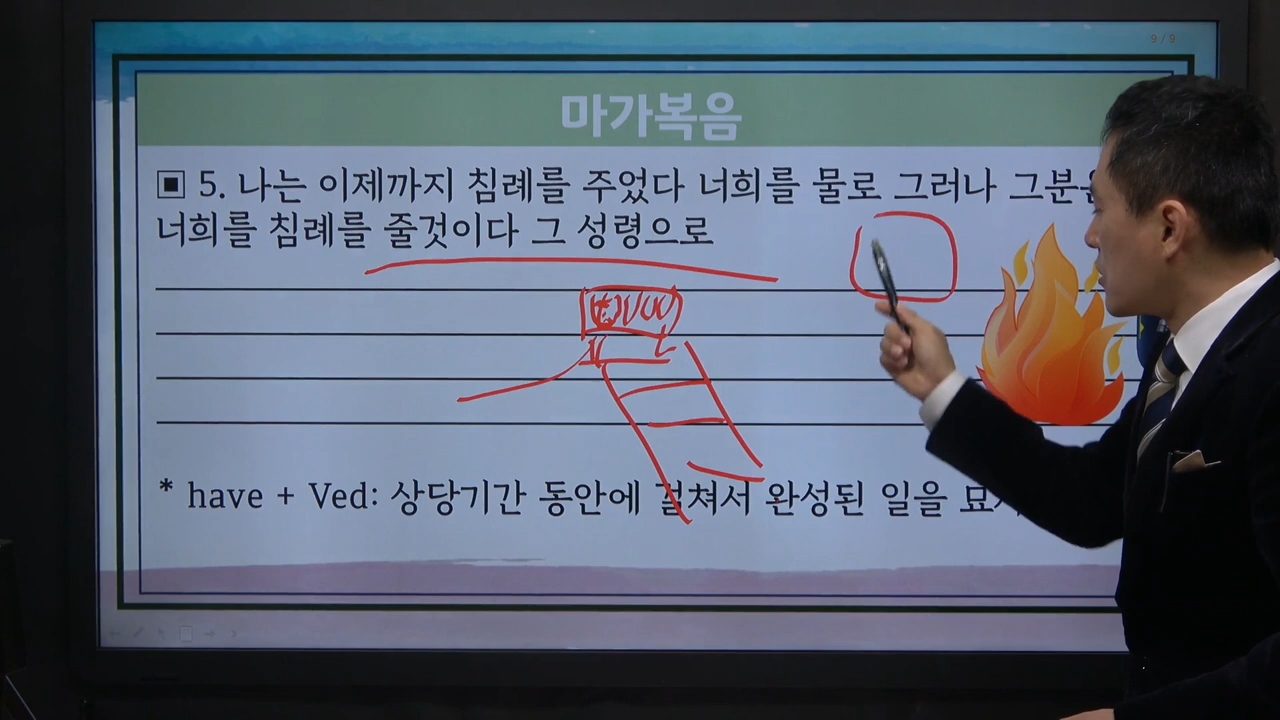 9 / 9
마가복음
▣ 5. 나는 이제까지 침례를 주었다 너희를 물로 그러나 그분은
너희를 침례를 줄것이다 그 성령으로
* have + Ved: 상당기간 동안에 걸쳐서 완성된 일을